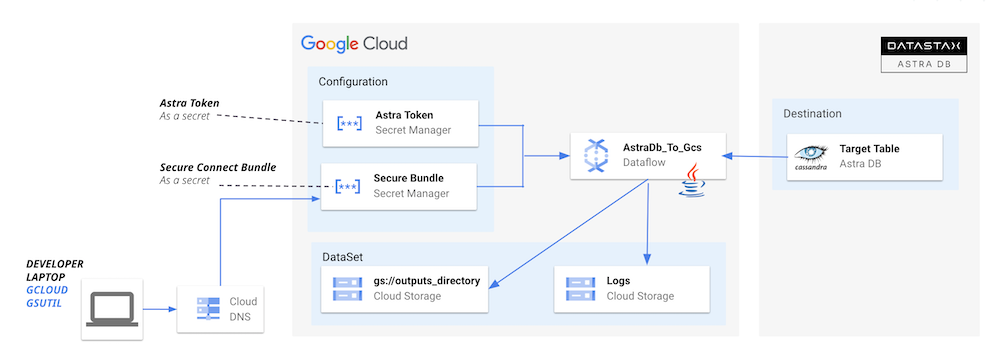 Google Cloud
DATASTAX
ASTRA DB
Configuration
Astra Token
As a secret
Astra Token
Secret Manager
Secure Connect Bundle
As a secret
Secure Bundle
Secret Manager
AstraDb_To_Gcs
Dataflow
Java
Destination
cassandra
Target Table
Astra DB
DEVELOPER
LAPTOP
GCLOUD
GSUTIL
Cloud
DNS
DataSet
gs://outputs_directory
Cloud Storage
Logs
Cloud Storage